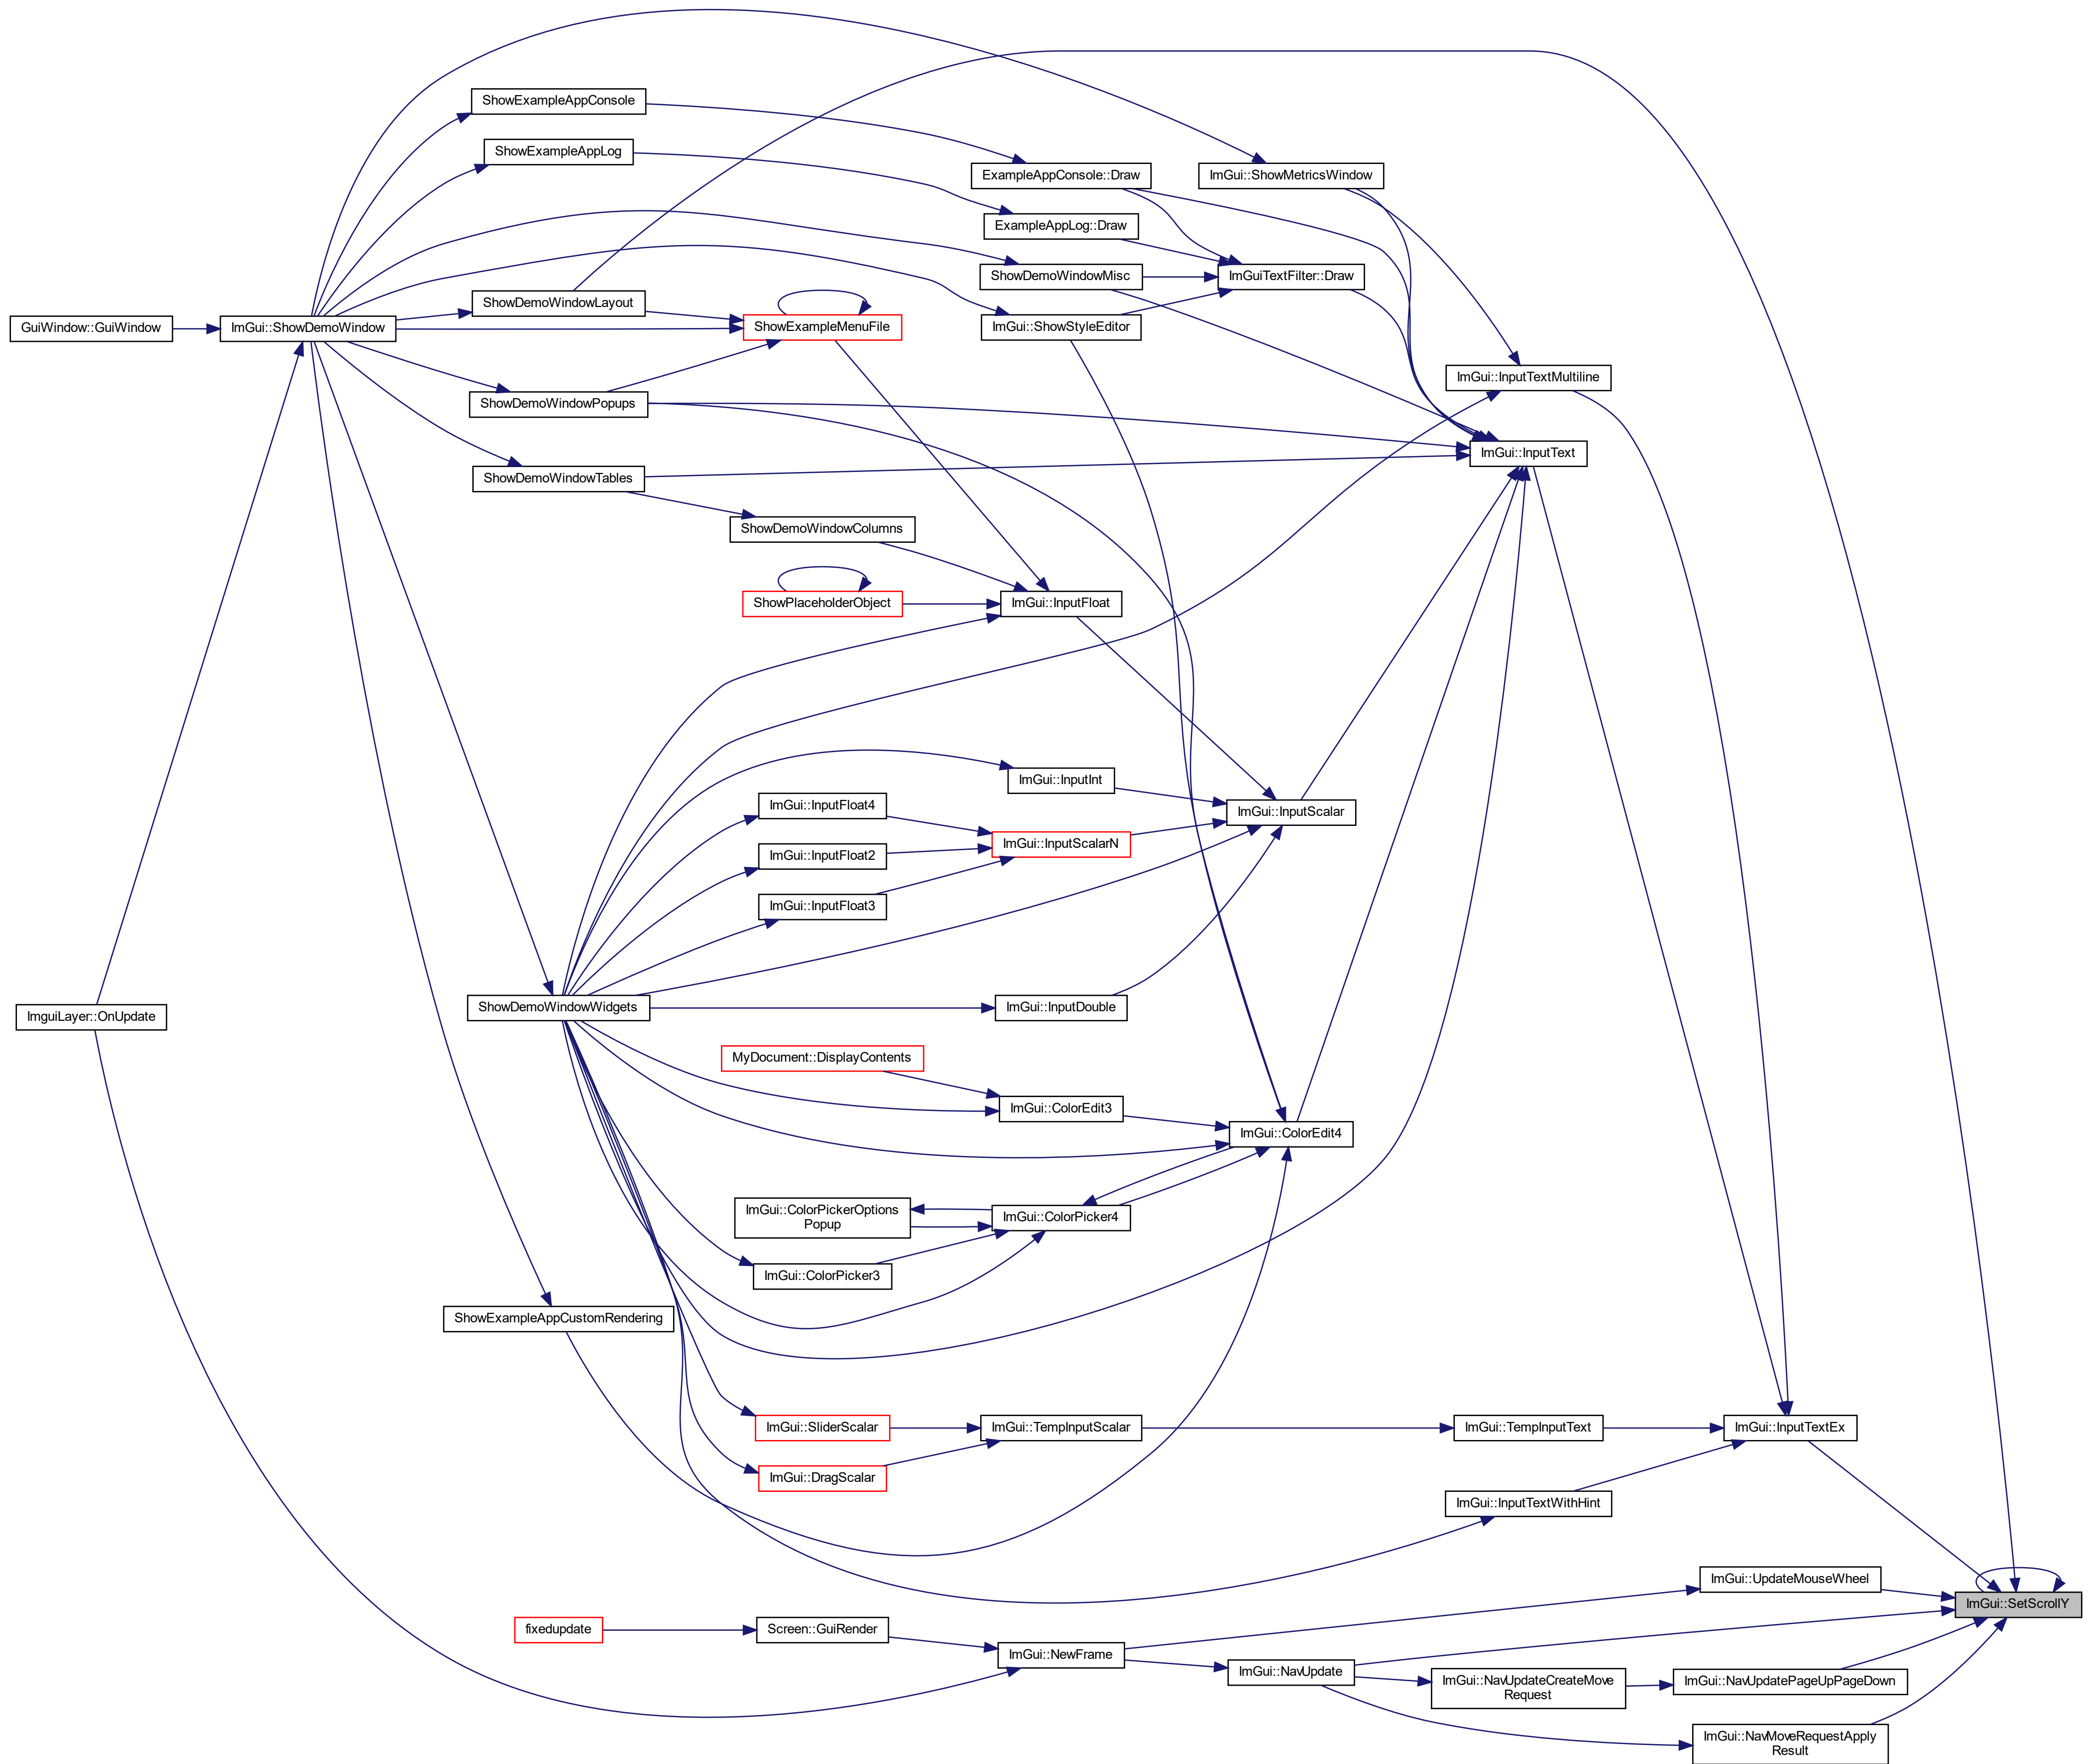 ShowExampleAppConsole
ShowExampleAppLog
ExampleAppConsole::Draw
ImGui::ShowMetricsWindow
ExampleAppLog::Draw
ShowDemoWindowMisc
ImGuiTextFilter::Draw
ShowDemoWindowLayout
GuiWindow::GuiWindow
ImGui::ShowDemoWindow
ShowExampleMenuFile
ImGui::ShowStyleEditor
ImGui::InputTextMultiline
ShowDemoWindowPopups
ImGui::InputText
ShowDemoWindowTables
ShowDemoWindowColumns
ShowPlaceholderObject
ImGui::InputFloat
ImGui::InputInt
ImGui::InputFloat4
ImGui::InputScalar
ImGui::InputScalarN
ImGui::InputFloat2
ImGui::InputFloat3
ImguiLayer::OnUpdate
ShowDemoWindowWidgets
ImGui::InputDouble
MyDocument::DisplayContents
ImGui::ColorEdit3
ImGui::ColorEdit4
ImGui::ColorPickerOptions
Popup
ImGui::ColorPicker4
ImGui::ColorPicker3
ShowExampleAppCustomRendering
ImGui::SliderScalar
ImGui::TempInputScalar
ImGui::TempInputText
ImGui::InputTextEx
ImGui::DragScalar
ImGui::InputTextWithHint
ImGui::UpdateMouseWheel
ImGui::SetScrollY
fixedupdate
Screen::GuiRender
ImGui::NewFrame
ImGui::NavUpdate
ImGui::NavUpdateCreateMove
Request
ImGui::NavUpdatePageUpPageDown
ImGui::NavMoveRequestApply
Result